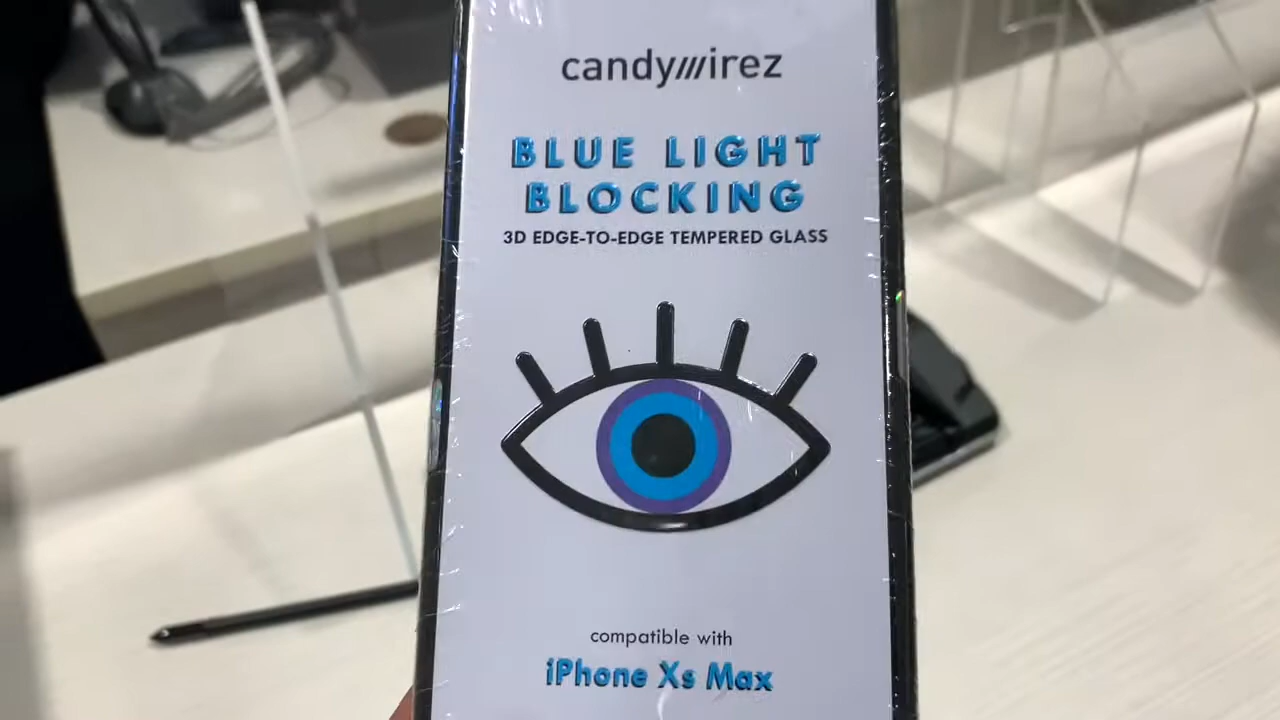 candywirez
BLUE LIGHT
BLOCKING
3D EDGE-TO-EDGE TEMPERED GLASS
compatible with
iPhone Xs Max